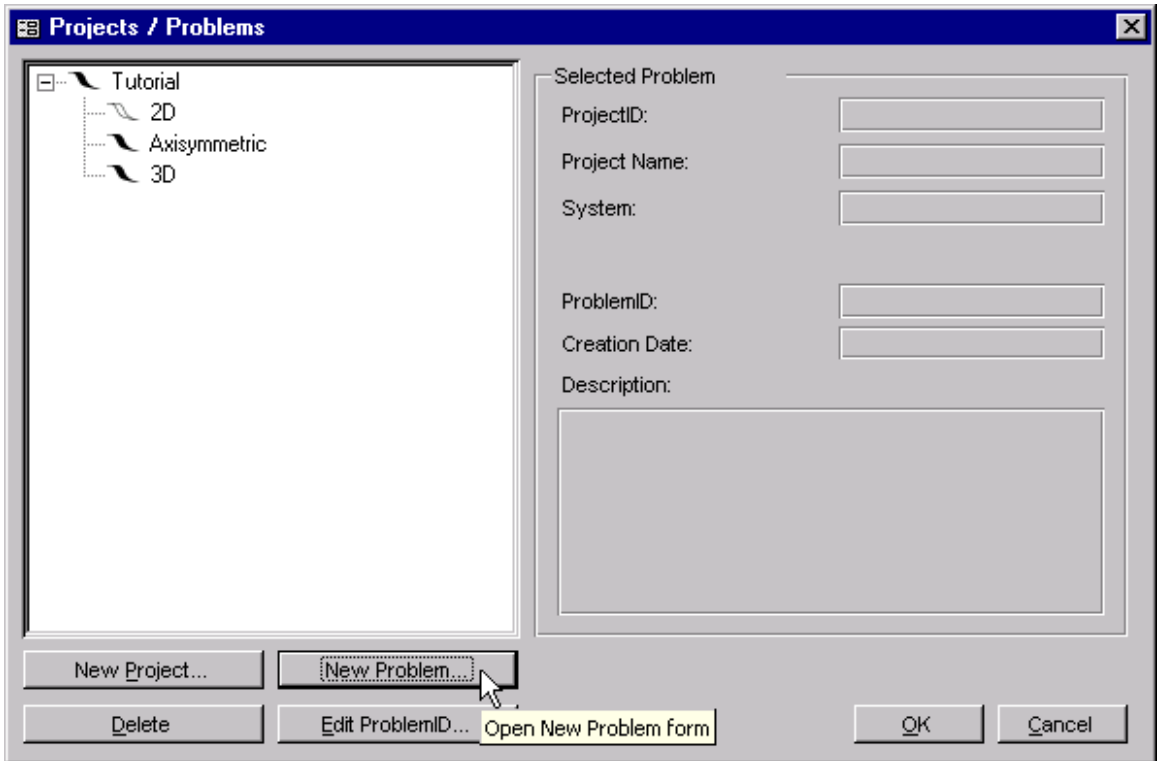 Projects / Problems
Tutorial
2D
Axisymmetric
3D
Selected Problem
ProjectID:
Project Name:
System:
ProblemID:
Creation Date:
Description:
New Project...
New Problem...
Delete
Edit ProblemID...
Open New Problem form
OK
Cancel